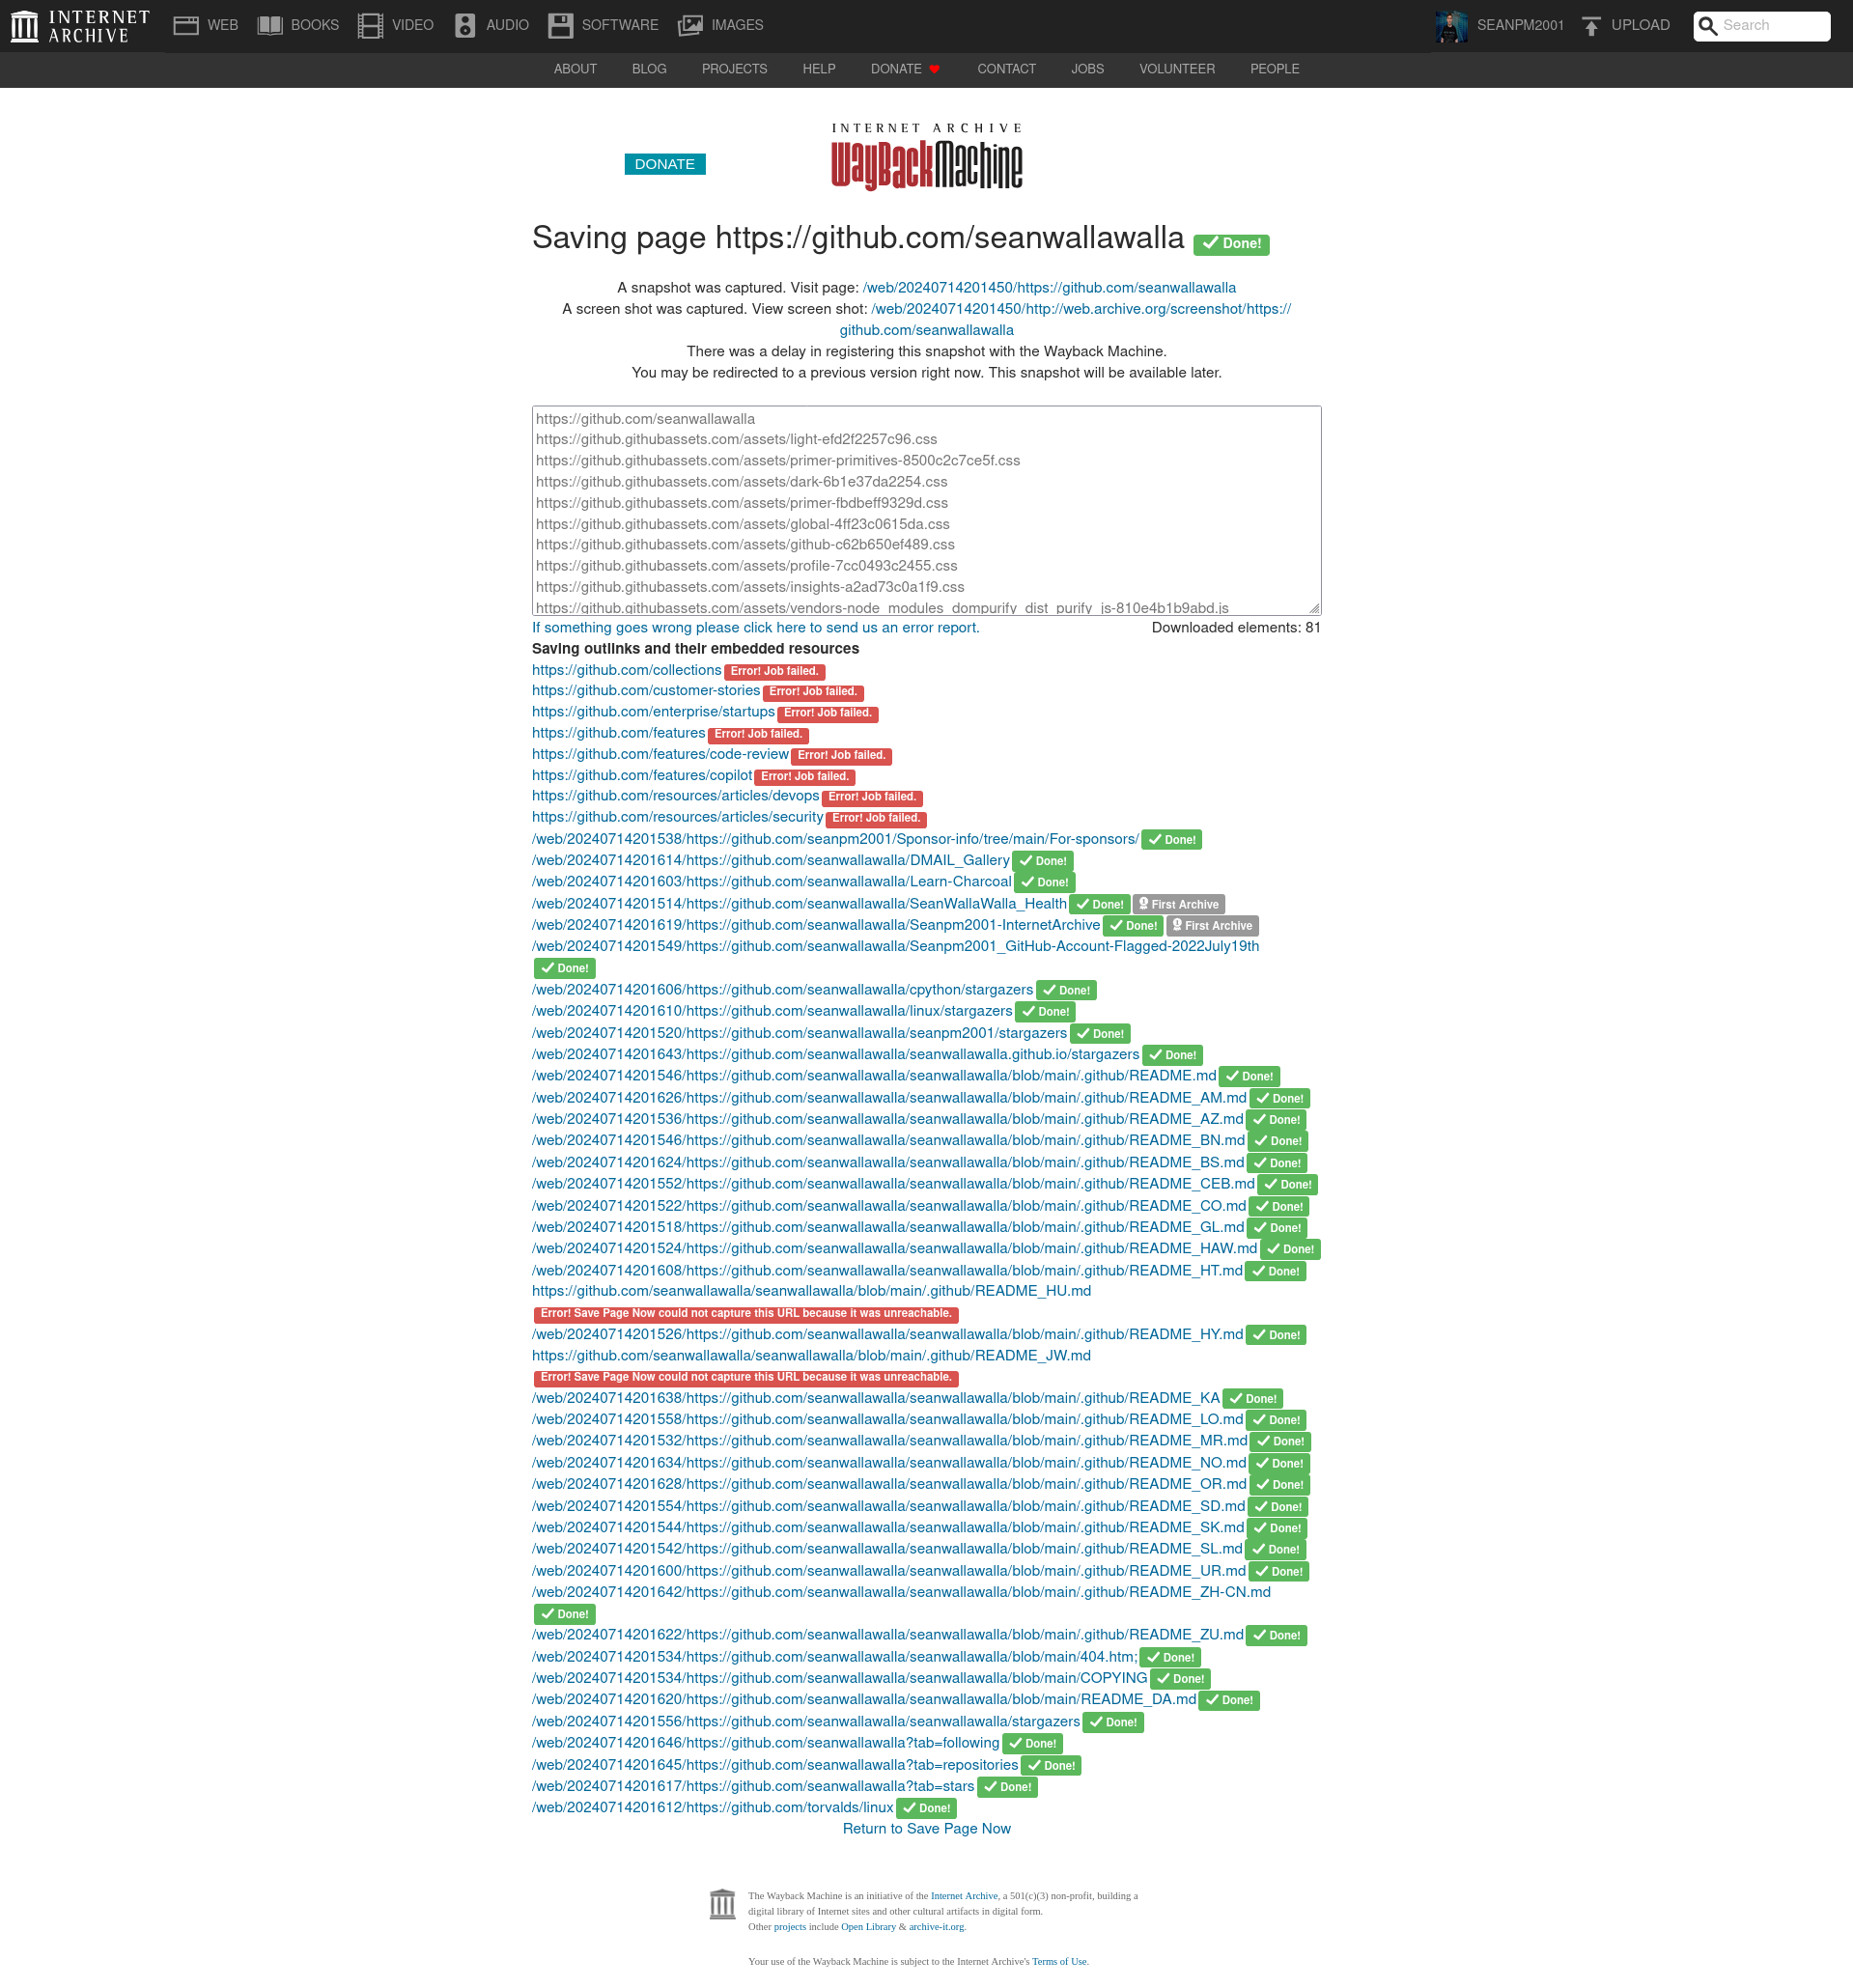 INTERNET ARCHIVE
WEB BOOKS VIDEO AUDIO SOFTWARE IMAGES SEANPM2001 UPLOAD Search
ABOUT BLOG PROJECTS HELP DONATE CONTACT JOBS VOLUNTEER PEOPLE
INTERNET ARCHIVE
DONATE WayBackMachine
Saving page https://github.com/seanwallawalla Done!
A snapshot was captured. Visit page: /web/20240714201450/https://github.com/seanwallawalla
A screen shot was captured. View screen shot: /web/20240714201450/http://web.archive.org/screenshot/https://
github.com/seanwallawalla
There was a delay in registering this snapshot with the Wayback Machine.
You may be redirected to a previous version right now. This snapshot will be available later.
https://github.com/seanwallawalla
https://github.githubassets.com/assets/light-efd2f2257c96.css
https://github.githubassets.com/assets/primer-primitives-8500c2c7ce5f.css
https://github.githubassets.com/assets/dark-6b1e37da2254.css
https://github.githubassets.com/assets/primer-fbdbeff9329d.css
https://github.githubassets.com/assets/global-4ff23c0615da.css
https://github.githubassets.com/assets/github-c62b650ef489.css
https://github.githubassets.com/assets/profile-7cc0493c2455.css
https://github.githubassets.com/assets/insights-a2ad73c0a1f9.css
https://github.githubassets.com/assets/vendors-node_modules_dompurify_dist_purify_js-810e4b1b9abd.js
If something goes wrong please click here to send us an error report. Downloaded elements: 81
Saving outlinks and their embedded resources
https://github.com/collections Error! Job failed.
https://github.com/customer-stories Error! Job failed.
https://github.com/enterprise/startups Error! Job failed.
https://github.com/features Error! Job failed.
https://github.com/features/code-review Error! Job failed.
https://github.com/features/copilot Error! Job failed.
https://github.com/resources/articles/devops Error! Job failed.
https://github.com/resources/articles/security Error! Job failed.
/web/20240714201538/https://github.com/seanpm2001/Sponsor-info/tree/main/For-sponsors/ Done!
/web/20240714201614/https://github.com/seanwallawalla/DMAIL_Gallery Done!
/web/20240714201603/https://github.com/seanwallawalla/Learn-Charcoal Done!
/web/20240714201514/https://github.com/seanwallawalla/SeanWallaWalla_Health Done! First Archive
/web/20240714201619/https://github.com/seanwallawalla/Seanpm2001-InternetArchive Done! First Archive
/web/20240714201549/https://github.com/seanwallawalla/Seanpm2001_GitHub-Account-Flagged-2022July19th
Done!
/web/20240714201606/https://github.com/seanwallawalla/cpython/stargazers Done!
/web/20240714201610/https://github.com/seanwallawalla/linux/stargazers Done!
/web/20240714201520/https://github.com/seanwallawalla/seanpm2001/stargazers Done!
/web/20240714201643/https://github.com/seanwallawalla/seanwallawalla.github.io/stargazers Done!
/web/20240714201546/https://github.com/seanwallawalla/seanwallawalla/blob/main/.github/README.md Done!
/web/20240714201626/https://github.com/seanwallawalla/seanwallawalla/blob/main/.github/README_AM.md Done!
/web/20240714201536/https://github.com/seanwallawalla/seanwallawalla/blob/main/.github/README_AZ.md Done!
/web/20240714201546/https://github.com/seanwallawalla/seanwallawalla/blob/main/.github/README_BN.md Done!
/web/20240714201624/https://github.com/seanwallawalla/seanwallawalla/blob/main/.github/README_BS.md Done!
/web/20240714201552/https://github.com/seanwallawalla/seanwallawalla/blob/main/.github/README_CEB.md Done!
/web/20240714201522/https://github.com/seanwallawalla/seanwallawalla/blob/main/.github/README_CO.md Done!
/web/20240714201518/https://github.com/seanwallawalla/seanwallawalla/blob/main/.github/README_GL.md Done!
/web/20240714201524/https://github.com/seanwallawalla/seanwallawalla/blob/main/.github/README_HAW.md Done!
/web/20240714201608/https://github.com/seanwallawalla/seanwallawalla/blob/main/.github/README_HT.md Done!
https://github.com/seanwallawalla/seanwallawalla/blob/main/.github/README_HU.md
Error! Save Page Now could not capture this URL because it was unreachable.
/web/20240714201526/https://github.com/seanwallawalla/seanwallawalla/blob/main/.github/README_HY.md Done!
https://github.com/seanwallawalla/seanwallawalla/blob/main/.github/README_JW.md
Error! Save Page Now could not capture this URL because it was unreachable.
/web/20240714201638/https://github.com/seanwallawalla/seanwallawalla/blob/main/.github/README_KA Done!
/web/20240714201558/https://github.com/seanwallawalla/seanwallawalla/blob/main/.github/README_LO.md Done!
/web/20240714201532/https://github.com/seanwallawalla/seanwallawalla/blob/main/.github/README_MR.md Done!
/web/20240714201634/https://github.com/seanwallawalla/seanwallawalla/blob/main/.github/README_NO.md Done!
/web/20240714201628/https://github.com/seanwallawalla/seanwallawalla/blob/main/.github/README_OR.md Done!
/web/20240714201554/https://github.com/seanwallawalla/seanwallawalla/blob/main/.github/README_SD.md Done!
/web/20240714201544/https://github.com/seanwallawalla/seanwallawalla/blob/main/.github/README_SK.md Done!
/web/20240714201542/https://github.com/seanwallawalla/seanwallawalla/blob/main/.github/README_SL.md Done!
/web/20240714201600/https://github.com/seanwallawalla/seanwallawalla/blob/main/.github/README_UR.md Done!
/web/20240714201642/https://github.com/seanwallawalla/seanwallawalla/blob/main/.github/README_ZH-CN.md
Done!
/web/20240714201622/https://github.com/seanwallawalla/seanwallawalla/blob/main/.github/README_ZU.md Done!
/web/20240714201534/https://github.com/seanwallawalla/seanwallawalla/blob/main/404.htm; Done!
/web/20240714201534/https://github.com/seanwallawalla/seanwallawalla/blob/main/COPYING Done!
/web/20240714201620/https://github.com/seanwallawalla/seanwallawalla/blob/main/README_DA.md Done!
/web/20240714201556/https://github.com/seanwallawalla/seanwallawalla/stargazers Done!
/web/20240714201646/https://github.com/seanwallawalla?tab=following Done!
/web/20240714201645/https://github.com/seanwallawalla?tab=repositories Done!
/web/20240714201617/https://github.com/seanwallawalla?tab=stars Done!
/web/20240714201612/https://github.com/torvalds/linux Done!
Return to Save Page Now
The Wayback Machine is an initiative of the Internet Archive, a 501(c)(3) non-profit, building a
digital library of Internet sites and other cultural artifacts in digital form.
Other projects include Open Library & archive-it.org.
Your use of the Wayback Machine is subject to the Internet Archive's Terms of Use.